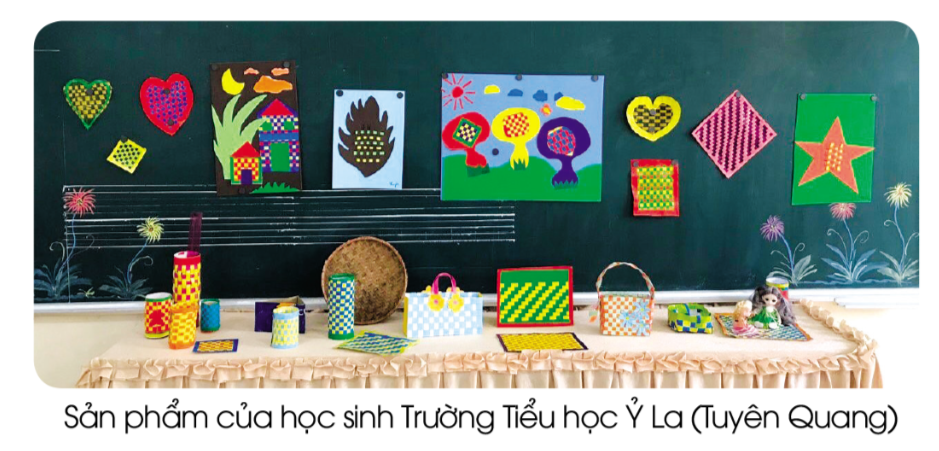 Sản phẩm của học sinh Trường Tiểu học Ỷ La (Tuyên Quang)